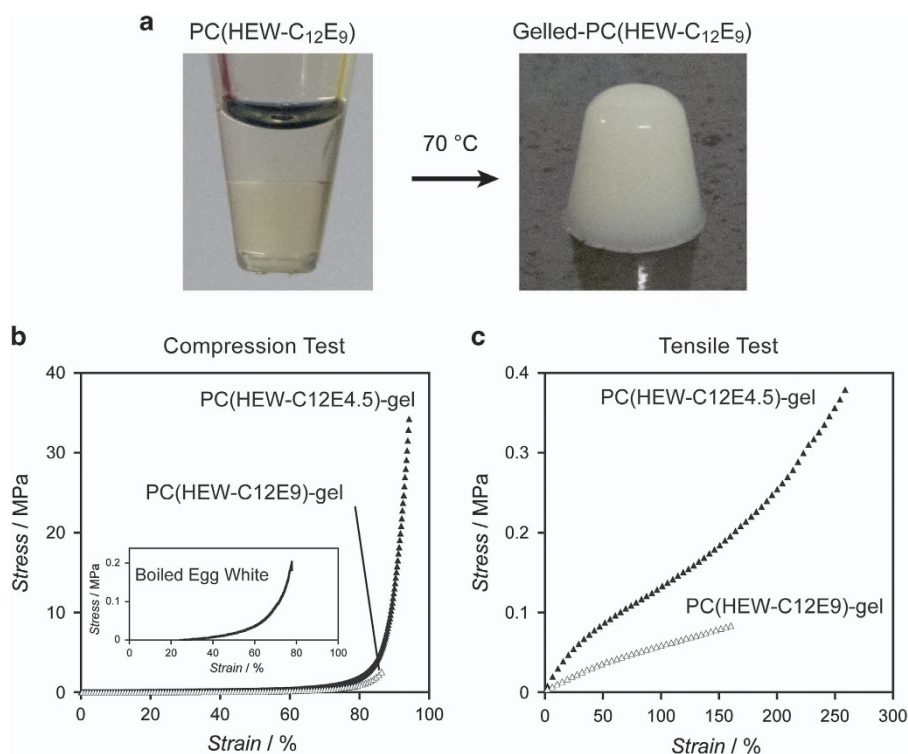 a
PC(HEW-C₁₂E₉)
Gelled-PC(HEW-C₁₂E₉)
70 °C
b
Compression Test
Stress / MPa
40
30
20
10
0
PC(HEW-C12E4.5)-gel
PC(HEW-C12E9)-gel
Boiled Egg White
Stress / MPa
0.2
0.1
0
0 20 40 60 80 100
Strain / %
0 20 40 60 80 100
Strain / %
c
Tensile Test
Stress / MPa
0.4
0.3
0.2
0.1
0
PC(HEW-C12E4.5)-gel
PC(HEW-C12E9)-gel
0 50 100 150 200 250 300
Strain / %